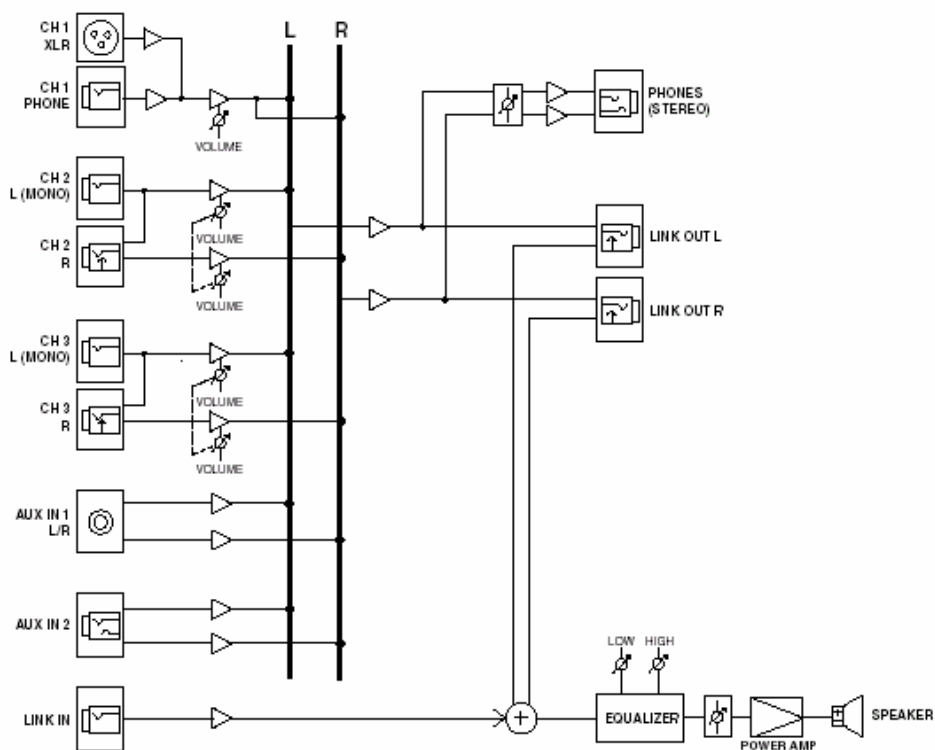 CH 1
XLR
L R
CH 1
PHONE
PHONES
(STEREO)
VOLUME
CH 2
L (MONO)
VOLUME
LINK OUT L
CH 2
R
VOLUME
LINK OUT R
CH 3
L (MONO)
VOLUME
CH 3
R
VOLUME
AUX IN 1
L/R
AUX IN 2
LOW HIGH
LINK IN
+
EQUALIZER
SPEAKER
POWER AMP